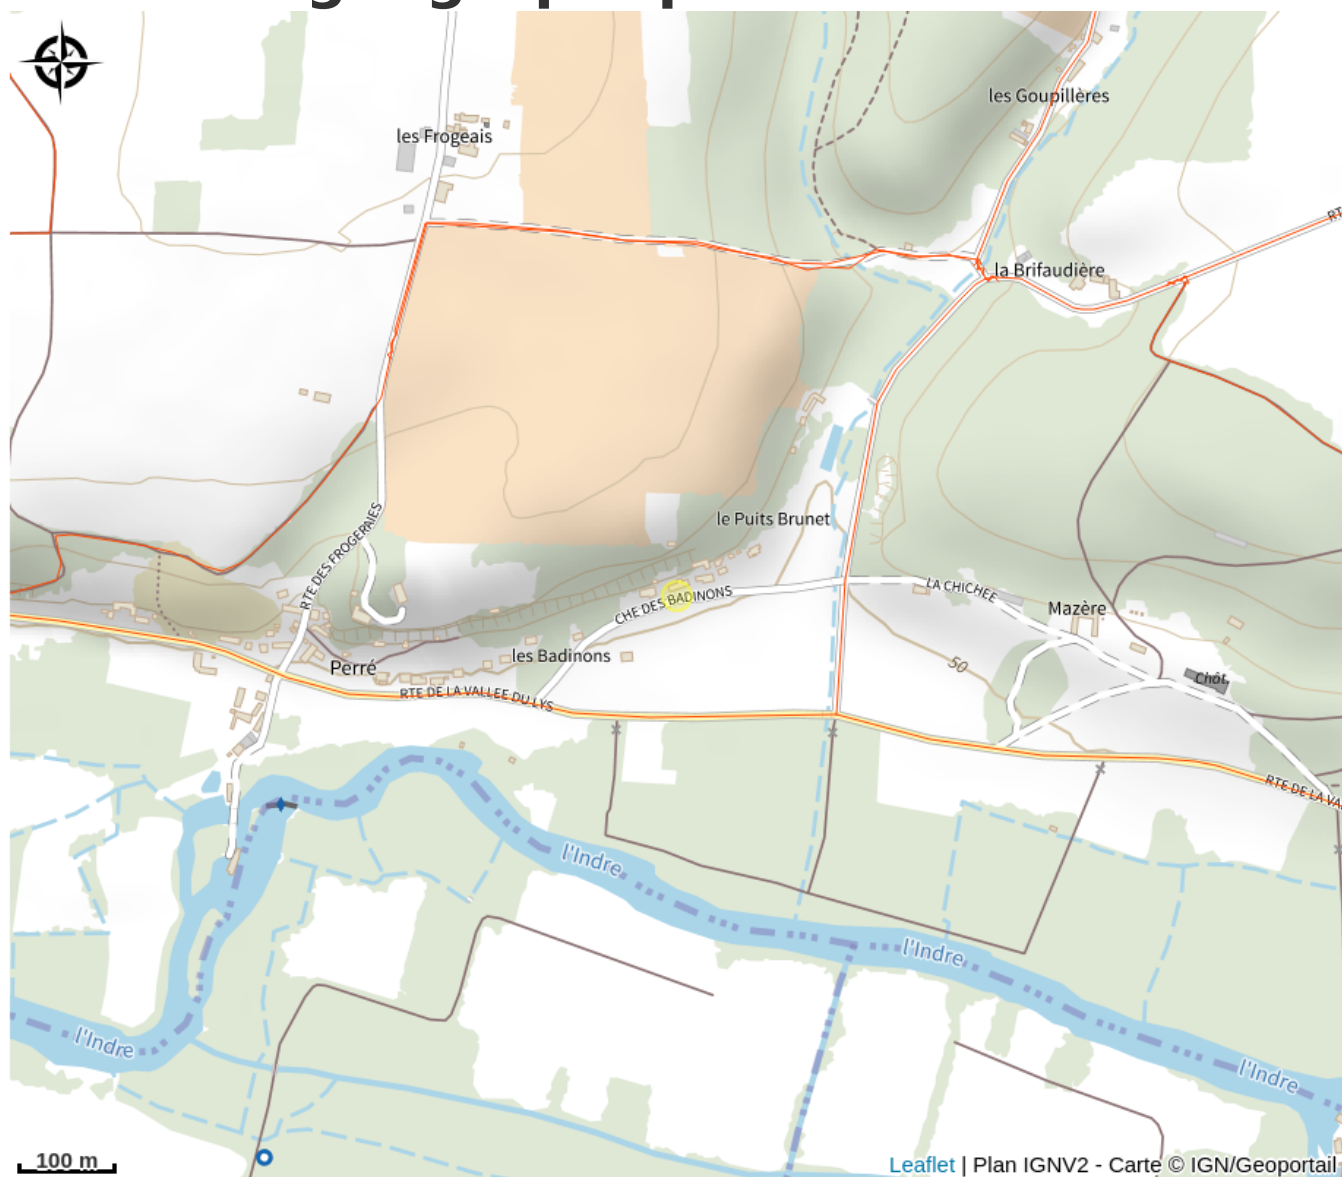 les Goupillères
les Frogeais
RT
la Brifaudière
le Puits Brunet
RTE DES FROGERAIES
LA CHICHEE
CHE DES BADINONS
Mazère
les Badinons
50
Perré
Chât.
RTE DE LA VALLEE DU LYS
RTE DE LA VA
l'Indre
l'Indre
l'Indre
l'Indre
100 m
Leaflet | Plan IGNV2 - Carte © IGN/Geoportail